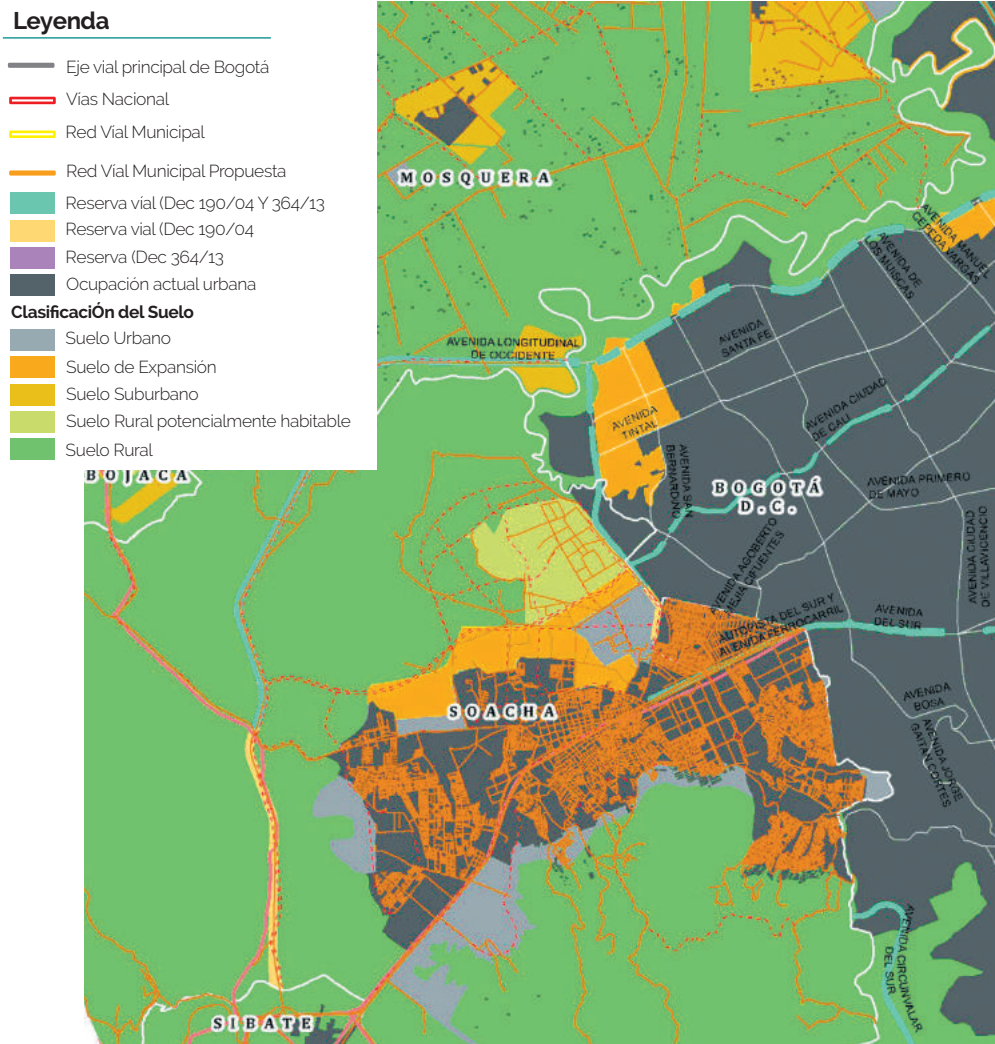 Leyenda
Eje vial principal de Bogotá
Vías Nacional
Red Vial Municipal
Red Vial Municipal Propuesta
Reserva víal (Dec 190/04 Y 364/13
Reserva vial (Dec 190/04
Reserva (Dec 364/13
Ocupación actual urbana
ClasificaciÓn del Suelo
Suelo Urbano
Suelo de Expansión
Suelo Suburbano
Suelo Rural potencialmente habitable
Suelo Rural
MOSQUERA
AVENIDA MANUEL
CEPEDA VARGAS
AVENIDA DE
LOS MUISCAS
AVENIDA
SANTA FE
AVENIDA LONGITUDINAL
DE OCCIDENTE
AVENIDA CIUDAD
DE CALI
AVENIDA
TINTAL
AVENIDA SAN
BERNARDINO
BOJACA
BOGOTÁ
D.C.
AVENIDA PRIMERO
DE MAYO
AVENIDA CIUDAD
DE VILLAVICENCIO
AVENIDA AGOBERTO
MEJIA CIFUENTES
AUTOPISTA DEL SUR Y
AVENIDA FERROCARRIL
AVENIDA
DEL SUR
AVENIDA
BOSA
SOACHA
AVENIDA JORGE
GAITAN CORTES
AVENIDA CIRCUNVALAR
DEL SUR
SIBATE